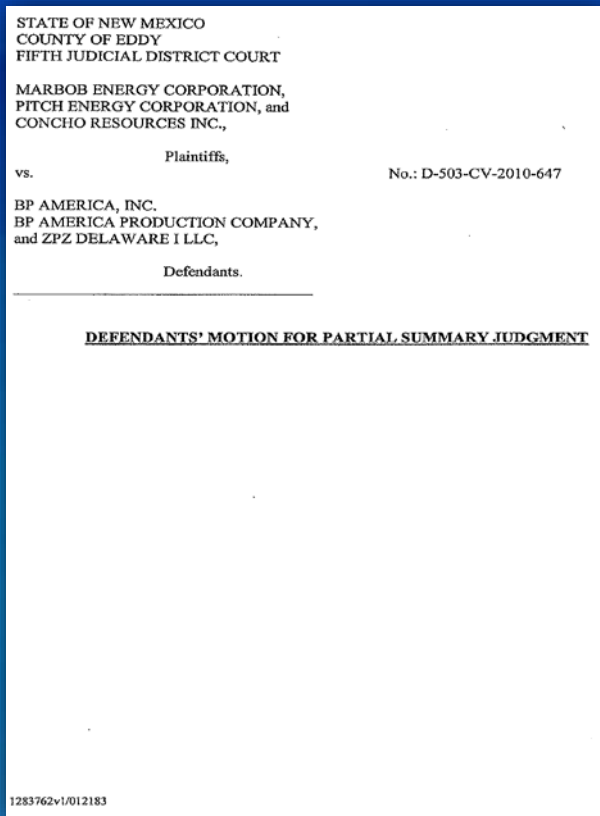 STATE OF NEW MEXICO
COUNTY OF EDDY
FIFTH JUDICIAL DISTRICT COURT
MARBOB ENERGY CORPORATION,
PITCH ENERGY CORPORATION, and
CONCHO RESOURCES INC.,
Plaintiffs,
vs. No.: D-503-CV-2010-647
BP AMERICA, INC.
BP AMERICA PRODUCTION COMPANY,
and ZPZ DELAWARE I LLC,
Defendants.
DEFENDANTS' MOTION FOR PARTIAL SUMMARY JUDGMENT
1283762v1/012183